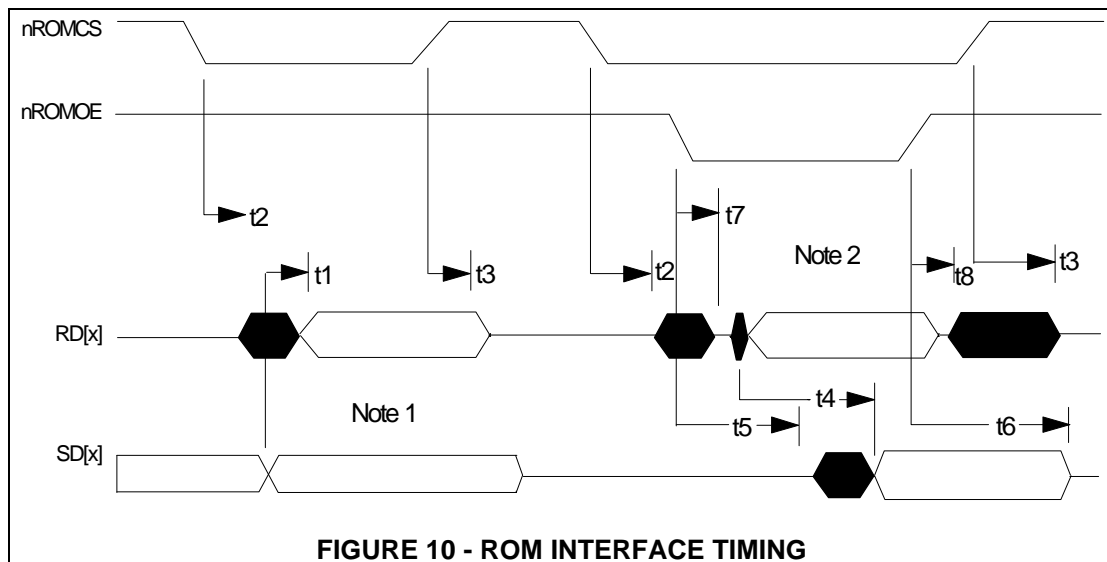 nROMCS
nROMOE
t2
t7
Note 2
t1
t3
t2
t8
t3
RD[x]
Note 1
t4
t5
t6
SD[x]
FIGURE 10 - ROM INTERFACE TIMING